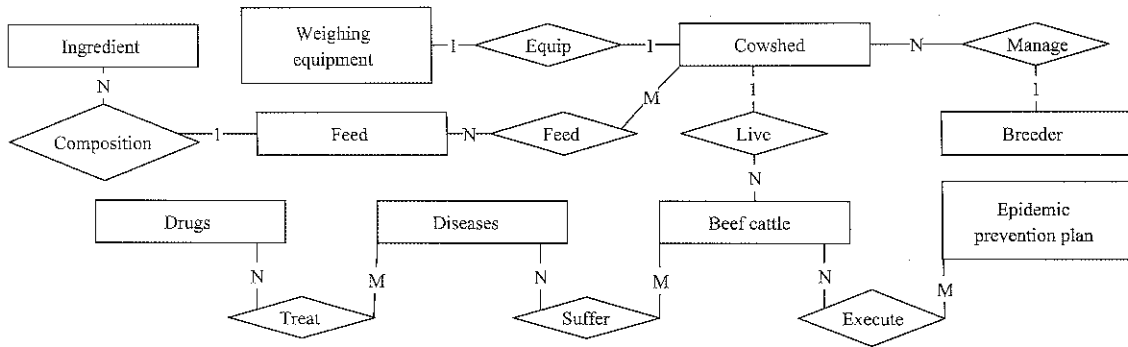 Ingredient
Weighing
equipment
1
Equip
1
Cowshed
N
Manage
N
M
1
1
Composition
1
Feed
N
Feed
Live
Breeder
N
Drugs
Diseases
Beef cattle
Epidemic
prevention plan
N
M
N
M
N
M
Treat
Suffer
Execute